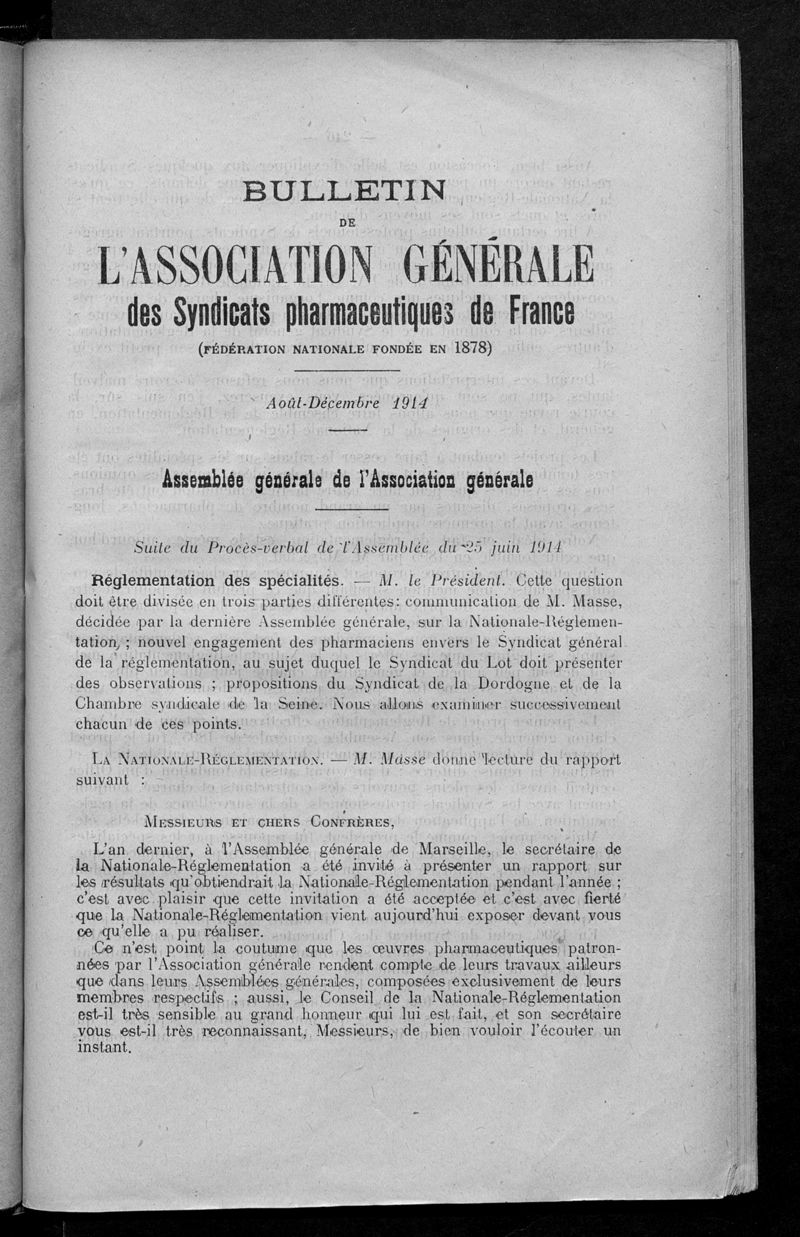 BULLETIN
DE
L'ASSOCIATION GÉNÉRALE
des Syndicats pharmaceutiques de France
(FÉDÉRATION NATIONALE FONDÉE EN 1878)
Août-Décembre 1914
Assemblée générale de l'Association générale
Suite du Procès-verbal de l'Assemblée du 25 juin 1914
Réglementation des spécialités. — M. le Président. Cette question
doit être divisée en trois parties différentes: communication de M. Masse,
décidée par la dernière Assemblée générale, sur la Nationale-Réglemen-
tation, ; nouvel engagement des pharmaciens envers le Syndicat général
de la réglementation, au sujet duquel le Syndicat du Lot doit présenter
des observations ; propositions du Syndicat de la Dordogne et de la
Chambre syndicale de la Seine. Nous allons examiner successivement
chacun de ces points.
LA NATIONALE-RÉGLEMENTATION. — M. Masse donne lecture du rapport
suivant :
MESSIEURS ET CHERS CONFRÈRES,
L'an dernier, à l'Assemblée générale de Marseille, le secrétaire de
la Nationale-Réglementation a été invité à présenter un rapport sur
les résultats qu'obtiendrait la Nationale-Réglementation pendant l'année ;
c'est avec plaisir que cette invitation a été acceptée et c'est avec fierté
que la Nationale-Réglementation vient aujourd'hui exposer devant vous
ce qu'elle a pu réaliser.
Ce n'est point la coutume que les œuvres pharmaceutiques patron-
nées par l'Association générale rendent compte de leurs travaux ailleurs
que dans leurs Assemblées générales, composées exclusivement de leurs
membres respectifs ; aussi, le Conseil de la Nationale-Réglementation
est-il très sensible au grand honneur qui lui est fait, et son secrétaire
vous est-il très reconnaissant, Messieurs, de bien vouloir l'écouter un
instant.